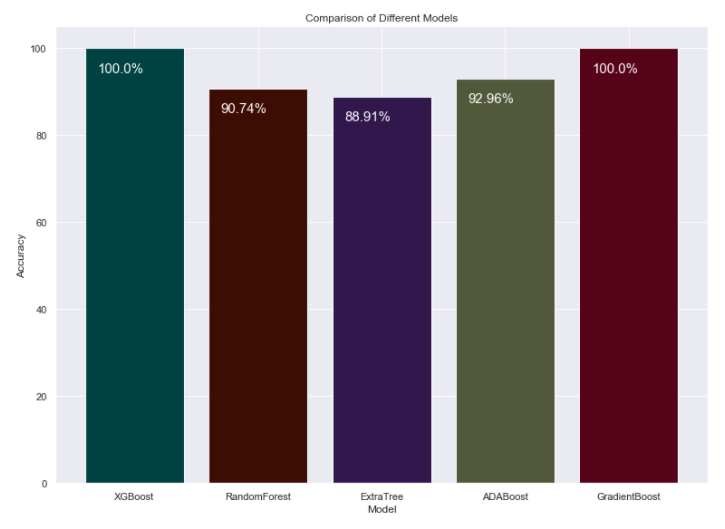 Comparison of Different Models
100
80
60
40
20
0
Accuracy
100.0%
90.74%
88.91%
92.96%
100.0%
XGBoost
RandomForest
ExtraTree
ADABoost
GradientBoost
Model